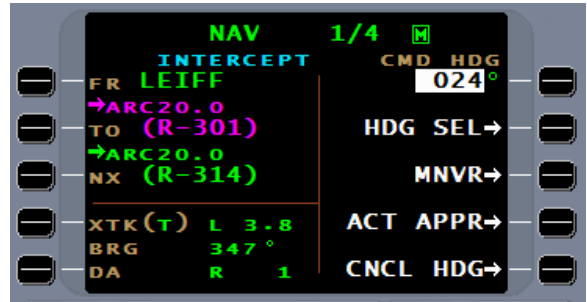 NAV 1/4 M
INTERCEPT CMD HDG
FR LEIFF 024°
→ARC20.0
TO (R-301) HDG SEL→
→ARC20.0
NX (R-314) MNVR→
XTK(T) L 3.8 ACT APPR→
BRG 347°
DA R 1 CNCL HDG→